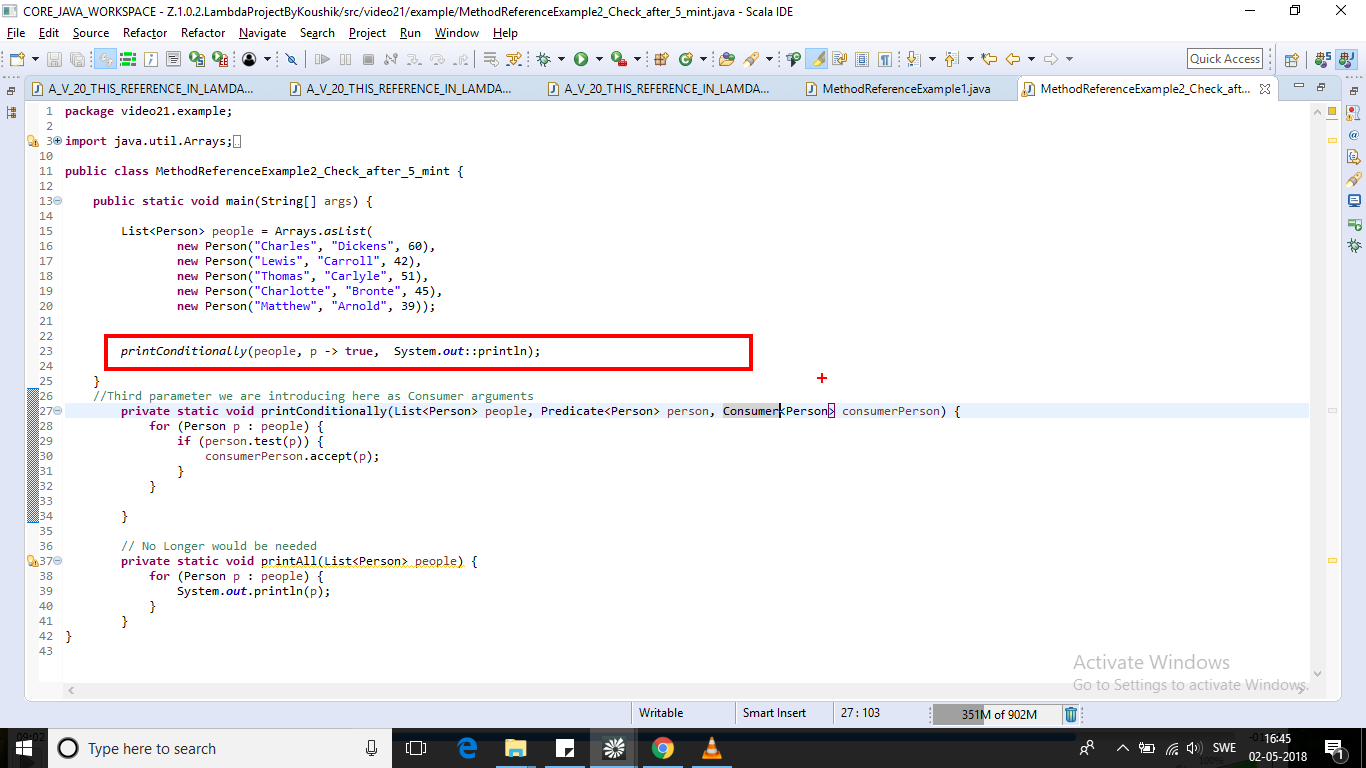 CORE_JAVA_WORKSPACE - Z.1.0.2.LambdaProjectByKoushik/src/video21/example/MethodReferenceExample2_Check_after_5_mint.java - Scala IDE
File Edit Source Refactor Refactor Navigate Search Project Run Window Help
Quick Access
A_V_20_THIS_REFERENCE_IN_LAMDA... A_V_20_THIS_REFERENCE_IN_LAMDA... A_V_20_THIS_REFERENCE_IN_LAMDA... MethodReferenceExample1.java MethodReferenceExample2_Check_aft...
1 package video21.example;
2
3 import java.util.Arrays;
10
11 public class MethodReferenceExample2_Check_after_5_mint {
12
13 public static void main(String[] args) {
14
15 List<Person> people = Arrays.asList(
16 new Person("Charles", "Dickens", 60),
17 new Person("Lewis", "Carroll", 42),
18 new Person("Thomas", "Carlyle", 51),
19 new Person("Charlotte", "Bronte", 45),
20 new Person("Matthew", "Arnold", 39));
21
22
23 printConditionally(people, p -> true,  System.out::println);
24
25 }
26 //Third parameter we are introducing here as Consumer arguments
27 private static void printConditionally(List<Person> people, Predicate<Person> person, Consumer<Person> consumerPerson) {
28 for (Person p : people) {
29 if (person.test(p)) {
30 consumerPerson.accept(p);
31 }
32 }
33
34 }
35
36 // No Longer would be needed
37 private static void printAll(List<Person> people) {
38 for (Person p : people) {
39 System.out.println(p);
40 }
41 }
42 }
43
Activate Windows
Go to Settings to activate Windows.
Writable Smart Insert 27 : 103 351M of 902M
Type here to search SWE 16:45
02-05-2018 1